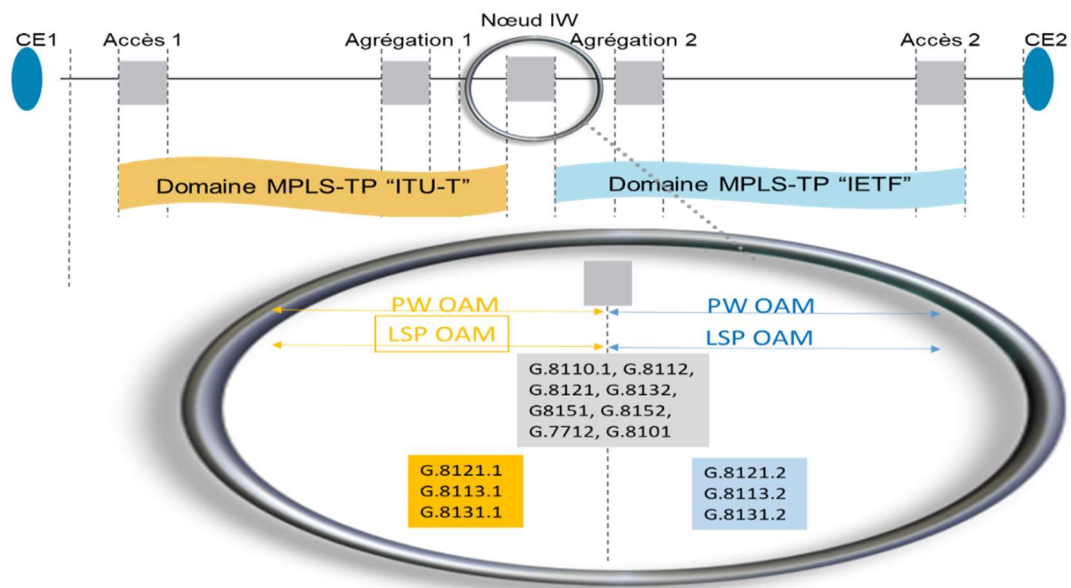 Nœud IW
CE1
Accès 1
Agrégation 1
Agrégation 2
Accès 2
CE2
Domaine MPLS-TP “ITU-T”
Domaine MPLS-TP “IETF”
PW OAM
PW OAM
LSP OAM
LSP OAM
G.8110.1, G.8112,
G.8121, G.8132,
G8151, G.8152,
G.7712, G.8101
G.8121.1
G.8113.1
G.8131.1
G.8121.2
G.8113.2
G.8131.2